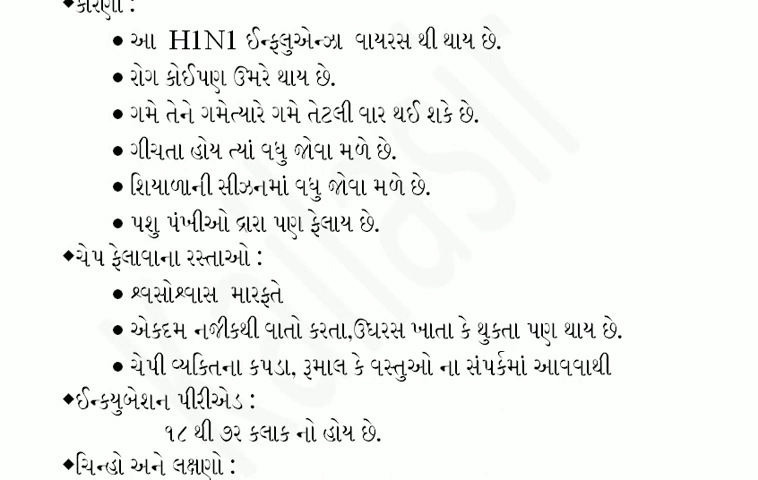 ◆કારણો :
● આ H1N1 ઈન્ફલુએન્ઝા વાયરસ થી થાય છે.
● રોગ કોઈપણ ઉમરે થાય છે.
● ગમે તેને ગમેત્યારે ગમે તેટલી વાર થઈ શકે છે.
● ગીચતા હોય ત્યાં વધુ જોવા મળે છે.
● શિયાળાની સીઝનમાં વધુ જોવા મળે છે.
● પશુ પંખીઓ દ્રારા પણ ફેલાય છે.
◆ચેપ ફેલાવાના રસ્તાઓ :
● શ્વસોશ્વાસ મારફતે
● એકદમ નજીકથી વાતો કરતા,ઉધરસ ખાતા કે થુકતા પણ થાય છે.
● ચેપી વ્યકિતના કપડા, રૂમાલ કે વસ્તુઓ ના સંપર્કમાં આવવાથી
◆ઈન્કયુબેશન પીરીએડ :
૧૮ થી ૭૨ કલાક નો હોય છે.
◆ચિન્હો અને લક્ષણો :